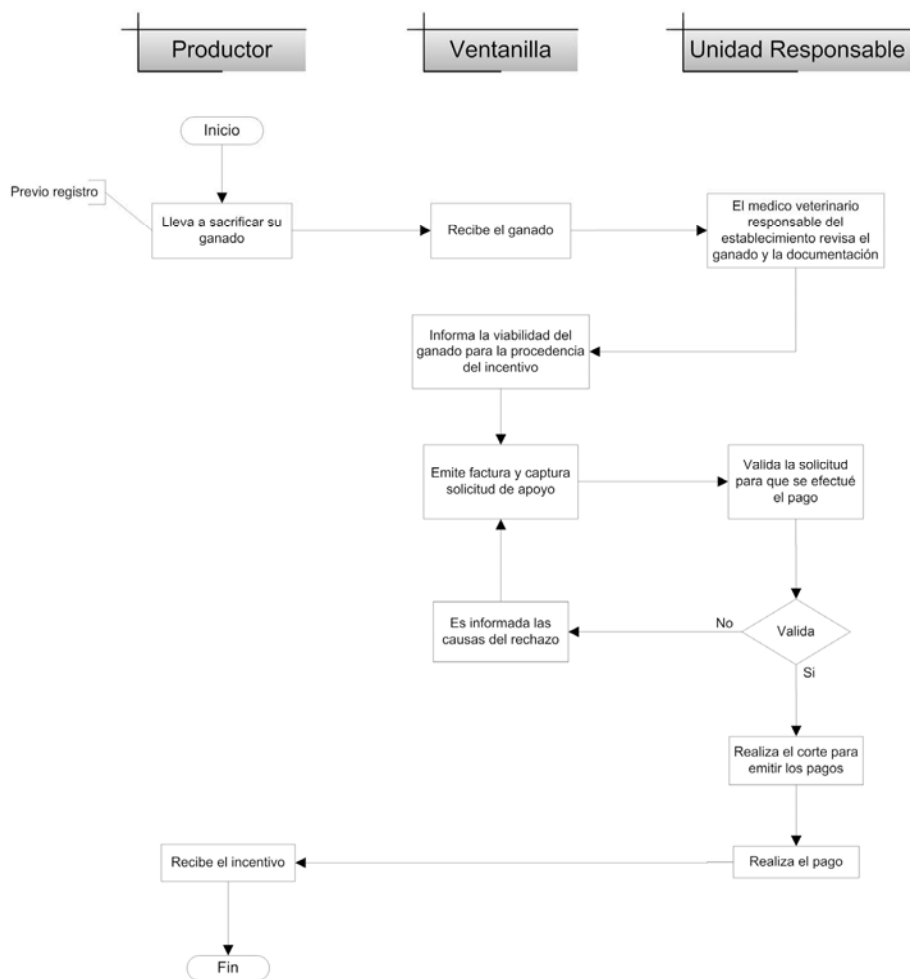 Productor
Ventanilla
Unidad Responsable
Inicio
Previo registro
Lleva a sacrificar su
ganado
Recibe el ganado
El medico veterinario
responsable del
establecimiento revisa el
ganado y la documentación
Informa la viabilidad del
ganado para la procedencia
del incentivo
Emite factura y captura
solicitud de apoyo
Valida la solicitud
para que se efectué
el pago
Es informada las
causas del rechazo
No
Valida
Si
Realiza el corte para
emitir los pagos
Recibe el incentivo
Realiza el pago
Fin